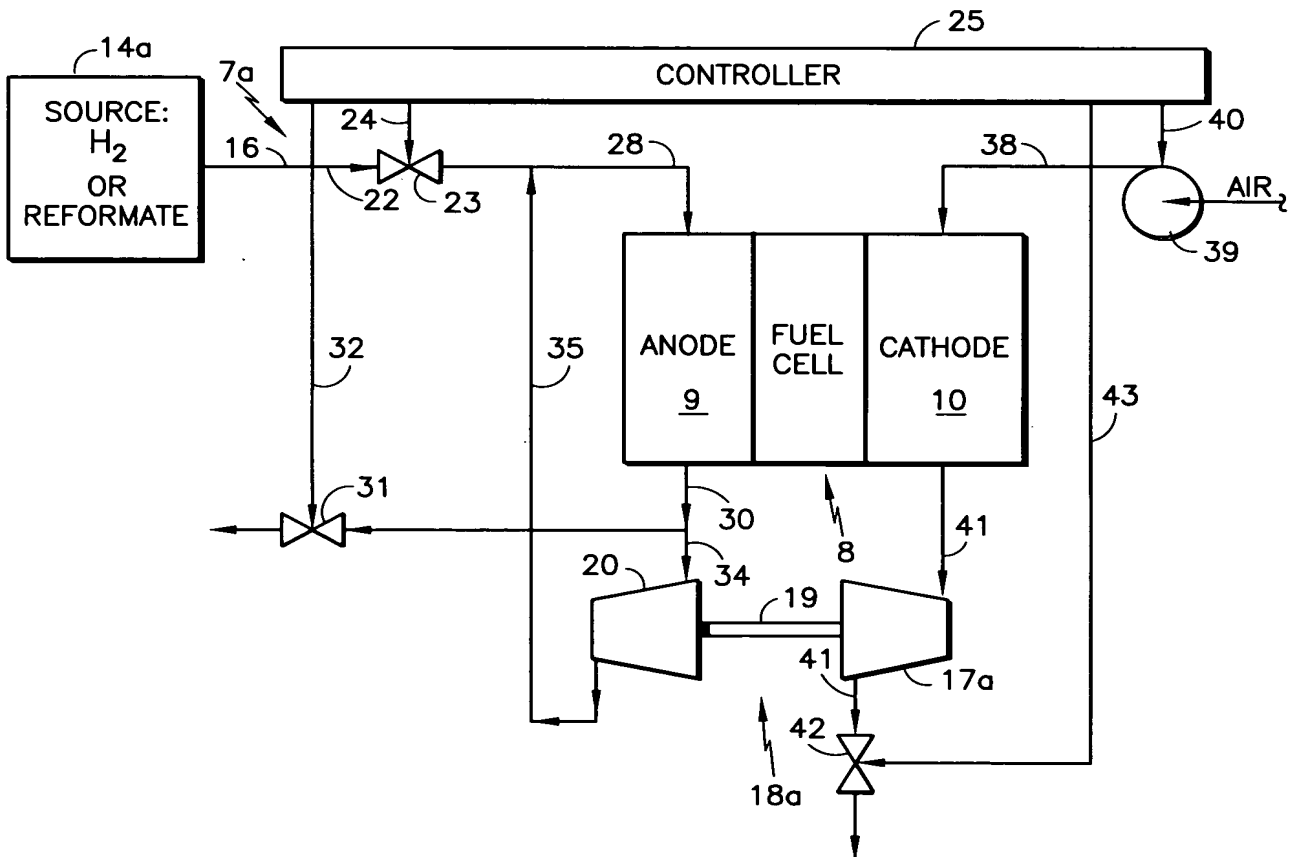 25
14a
CONTROLLER
7a
SOURCE:
H2
OR
REFORMATE
24
40
16
28
38
22
23
AIR
39
ANODE
FUEL
CELL
CATHODE
32
35
9
10
43
31
30
8
41
20
34
19
41
17a
42
18a